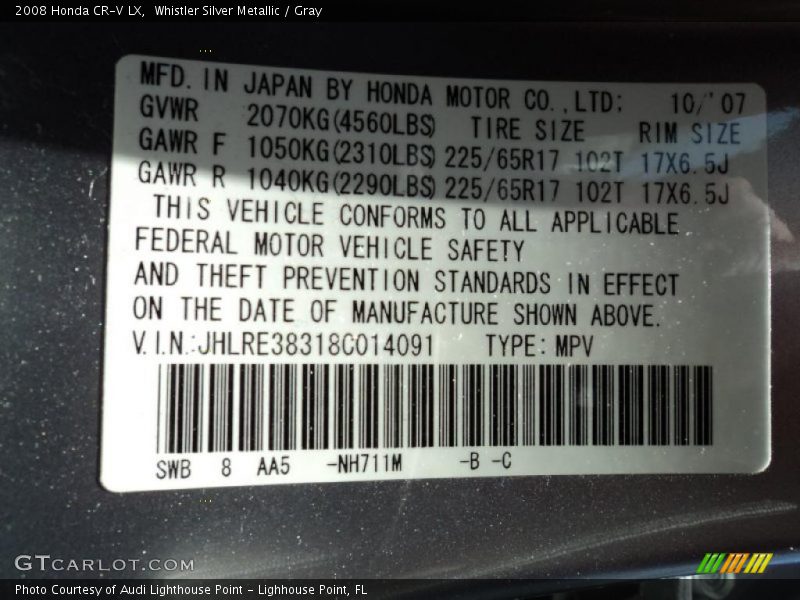 2008 Honda CR-V LX,  Whistler Silver Metallic / Gray
MFD. IN JAPAN BY HONDA MOTOR CO.,LTD; 10/'07
GVWR 2070KG(4560LBS) TIRE SIZE RIM SIZE
GAWR F 1050KG(2310LBS) 225/65R17 102T 17X6.5J
GAWR R 1040KG(2290LBS) 225/65R17 102T 17X6.5J
THIS VEHICLE CONFORMS TO ALL APPLICABLE
FEDERAL MOTOR VEHICLE SAFETY
AND THEFT PREVENTION STANDARDS IN EFFECT
ON THE DATE OF MANUFACTURE SHOWN ABOVE.
V.I.N.:JHLRE38318C014091 TYPE: MPV
SWB 8 AA5 -NH711M -B -C
GTCARLOT.COM
Photo Courtesy of Audi Lighthouse Point - Lighhouse Point, FL